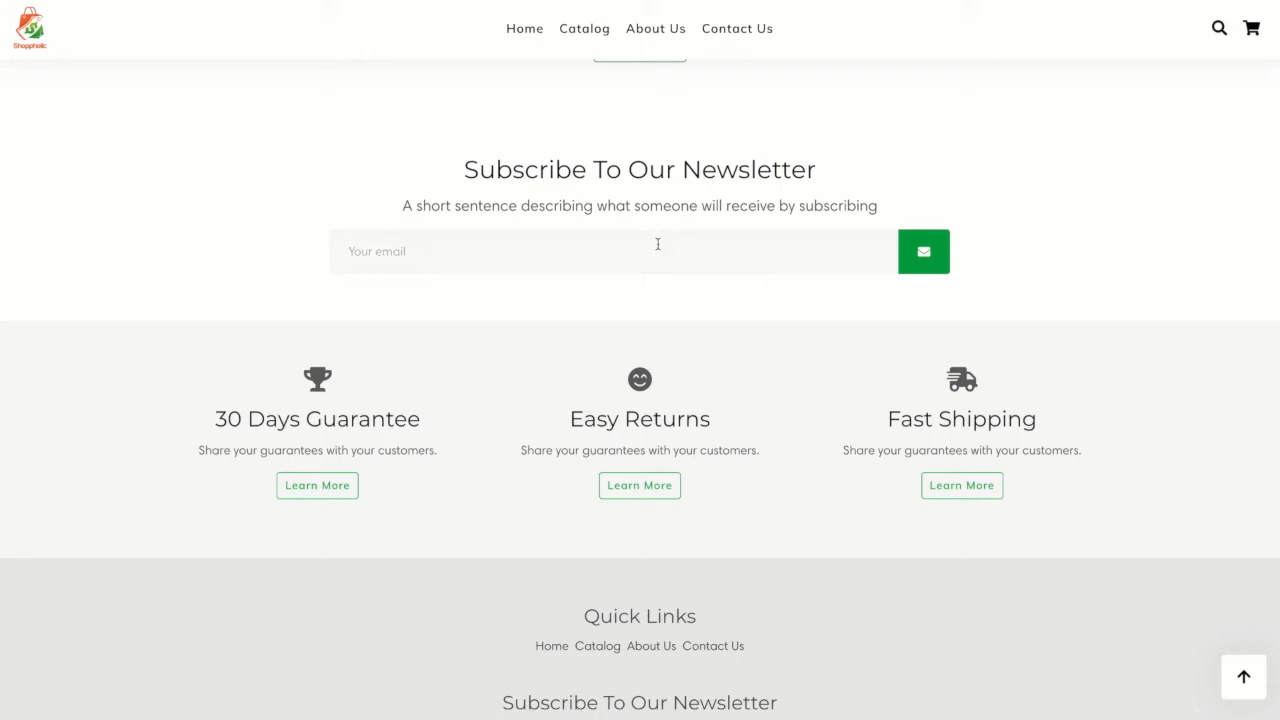 Shoppholic
Home Catalog About Us Contact Us
Subscribe To Our Newsletter
A short sentence describing what someone will receive by subscribing
Your email
30 Days Guarantee
Share your guarantees with your customers.
Learn More
Easy Returns
Share your guarantees with your customers.
Learn More
Fast Shipping
Share your guarantees with your customers.
Learn More
Quick Links
Home Catalog About Us Contact Us
Subscribe To Our Newsletter